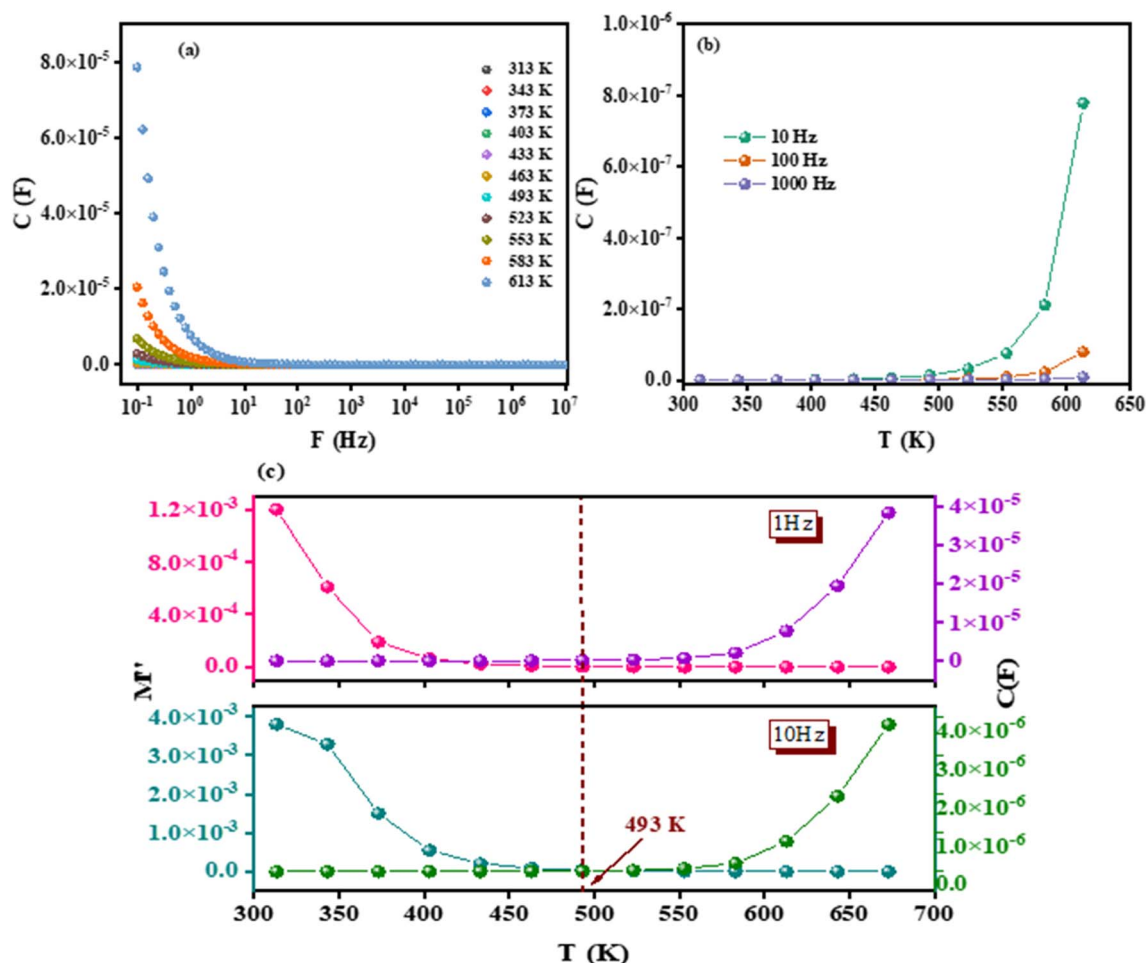 (a)
8.0×10⁻⁵
6.0×10⁻⁵
4.0×10⁻⁵
2.0×10⁻⁵
0.0
C (F)
313 K
343 K
373 K
403 K
433 K
463 K
493 K
523 K
553 K
583 K
613 K
10⁻¹ 10⁰ 10¹ 10² 10³ 10⁴ 10⁵ 10⁶ 10⁷
F (Hz)
(b)
1.0×10⁻⁶
8.0×10⁻⁷
6.0×10⁻⁷
4.0×10⁻⁷
2.0×10⁻⁷
0.0
C (F)
10 Hz
100 Hz
1000 Hz
300 350 400 450 500 550 600 650
T (K)
(c)
1.2×10⁻³
8.0×10⁻⁴
4.0×10⁻⁴
0.0
1Hz
4×10⁻⁵
3×10⁻⁵
2×10⁻⁵
1×10⁻⁵
0
M''
C(F)
4.0×10⁻³
3.0×10⁻³
2.0×10⁻³
1.0×10⁻³
0.0
10Hz
493 K
4.0×10⁻⁶
3.0×10⁻⁶
2.0×10⁻⁶
1.0×10⁻⁶
0.0
300 350 400 450 500 550 600 650 700
T (K)